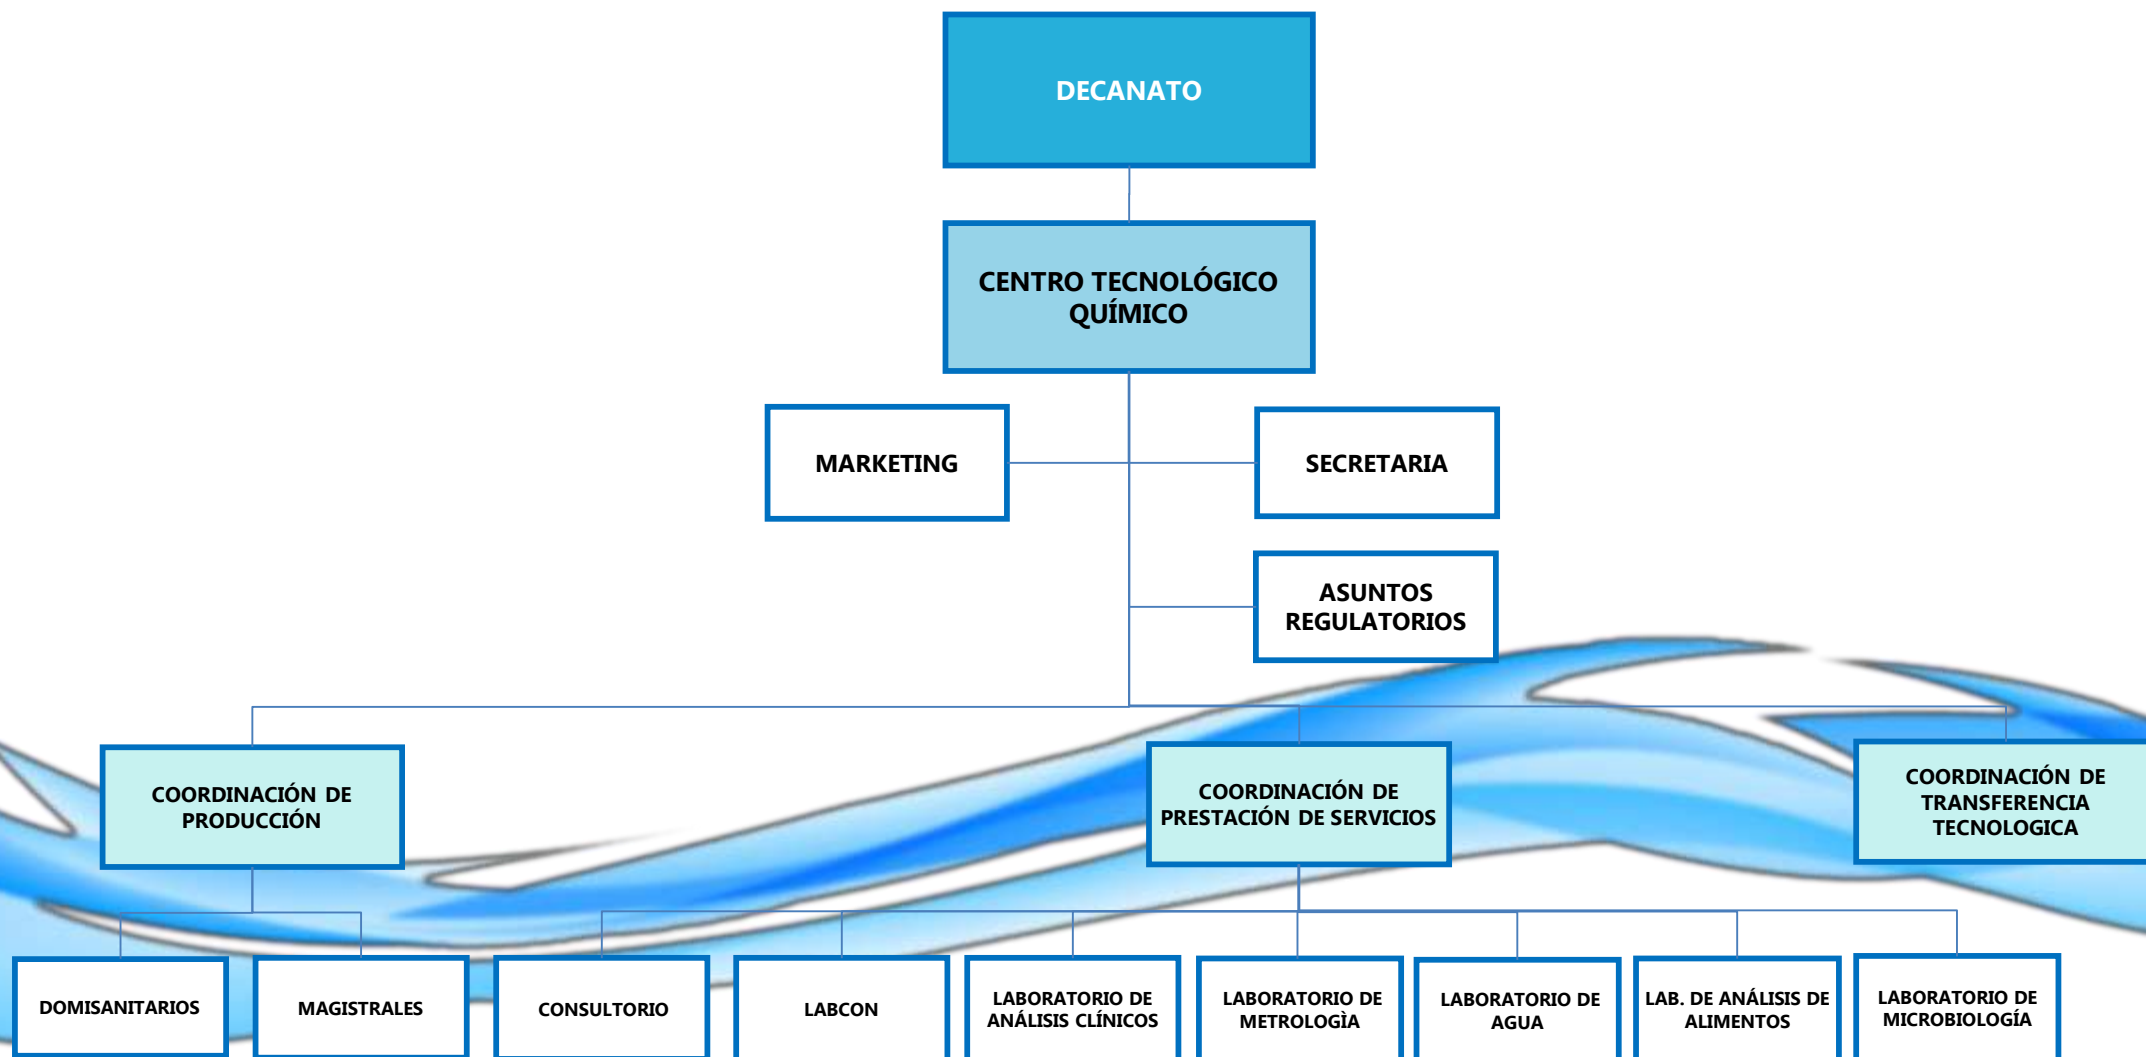 DECANATO
CENTRO TECNOLÓGICO
QUÍMICO
MARKETING
SECRETARIA
ASUNTOS
REGULATORIOS
COORDINACIÓN DE
PRODUCCIÓN
COORDINACIÓN DE
PRESTACIÓN DE SERVICIOS
COORDINACIÓN DE
TRANSFERENCIA
TECNOLOGICA
DOMISANITARIOS
MAGISTRALES
CONSULTORIO
LABCON
LABORATORIO DE
ANÁLISIS CLÍNICOS
LABORATORIO DE
METROLOGÌA
LABORATORIO DE
AGUA
LAB. DE ANÁLISIS DE
ALIMENTOS
LABORATORIO DE
MICROBIOLOGÍA